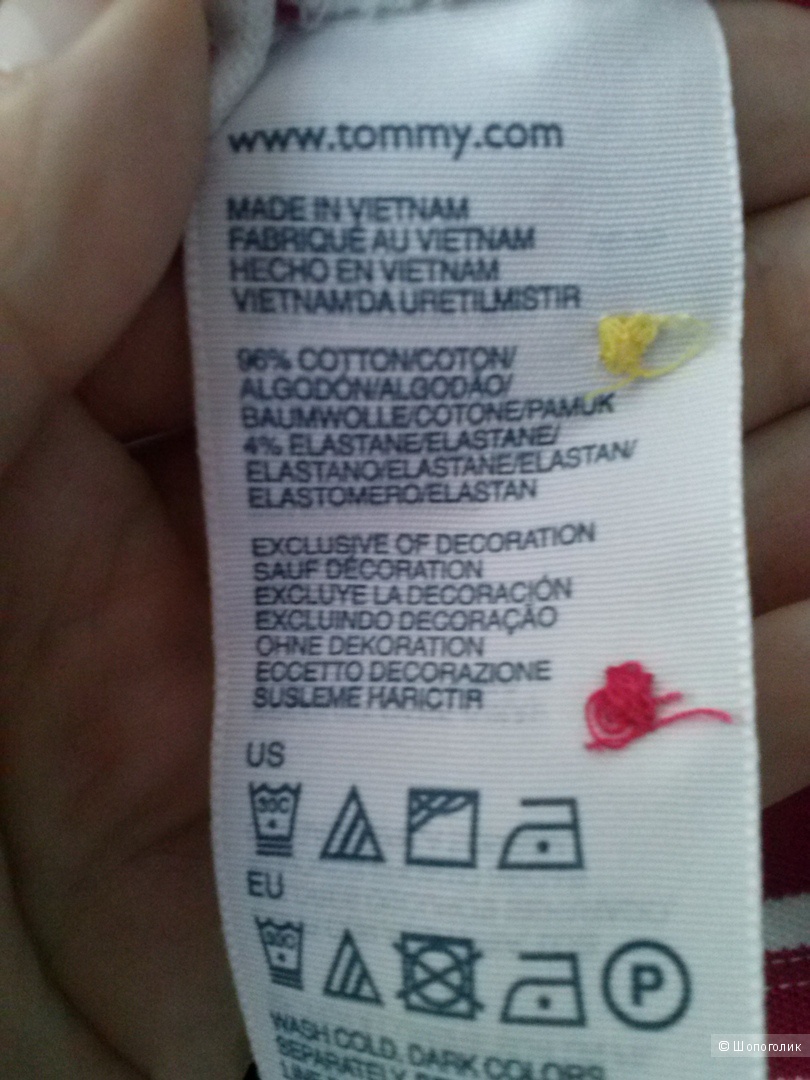 www.tommy.com
MADE IN VIETNAM
FABRIQUÉ AU VIETNAM
HECHO EN VIETNAM
VIETNAM'DA URETILMISTIR
96% COTTON/COTON/
ALGODÓN/ALGODÃO/
BAUMWOLLE/COTONE/PAMUK
4% ELASTANE/ELASTANE/
ELASTANO/ELASTANE/ELASTAN/
ELASTOMERO/ELASTAN
EXCLUSIVE OF DECORATION
SAUF DÉCORATION
EXCLUYE LA DECORACIÓN
EXCLUINDO DECORAÇÃO
OHNE DEKORATION
ECCETTO DECORAZIONE
SUSLEME HARICTIR
US
30C
EU
30C
P
WASH COLD, DARK COLORS
SEPARATELY
© Шопоголик